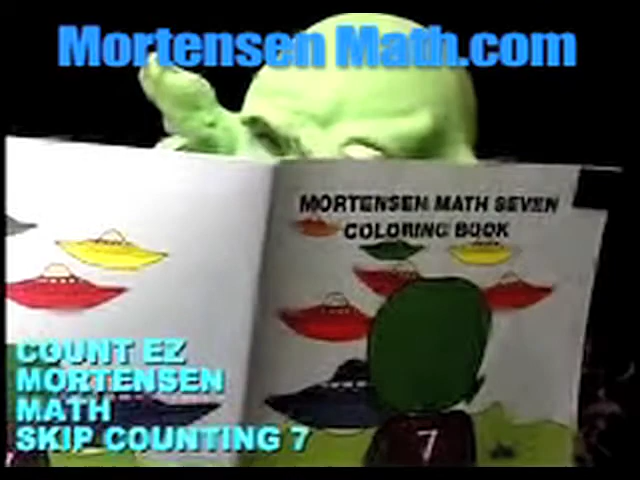 Mortensen Math.com
MORTENSEN MATH SEVEN
COLORING BOOK
COUNT EZ
MORTENSEN
MATH
SKIP COUNTING 7
7